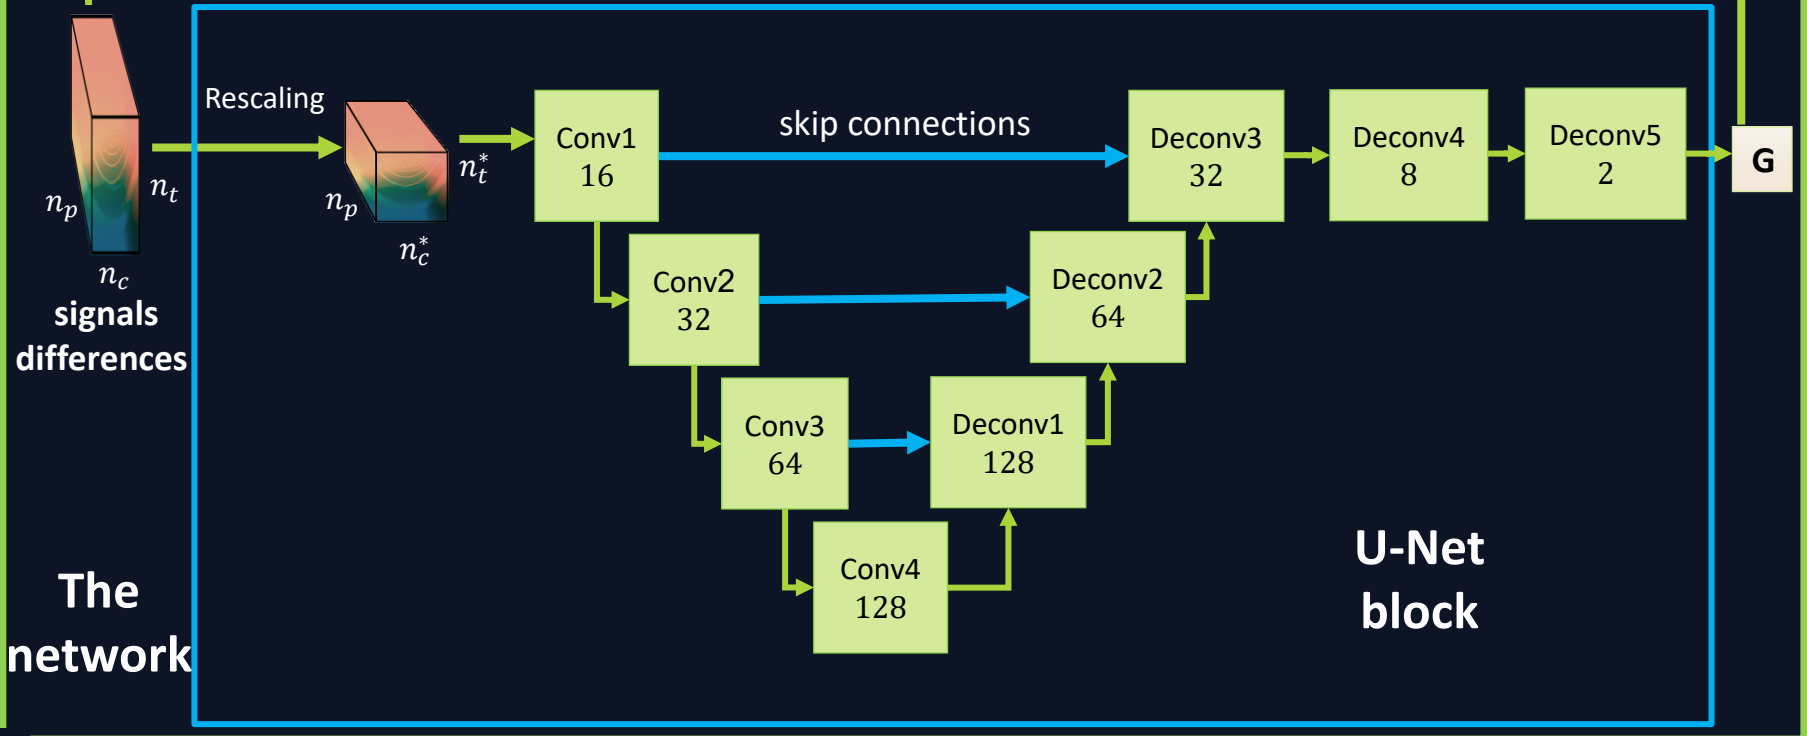 Rescaling
skip connections
Conv1
16
Deconv3
32
Deconv4
8
Deconv5
2
G
n_t
n_p
n_c
n_t^*
n_p
n_c^*
signals
differences
Conv2
32
Deconv2
64
Conv3
64
Deconv1
128
Conv4
128
The
network
U-Net
block